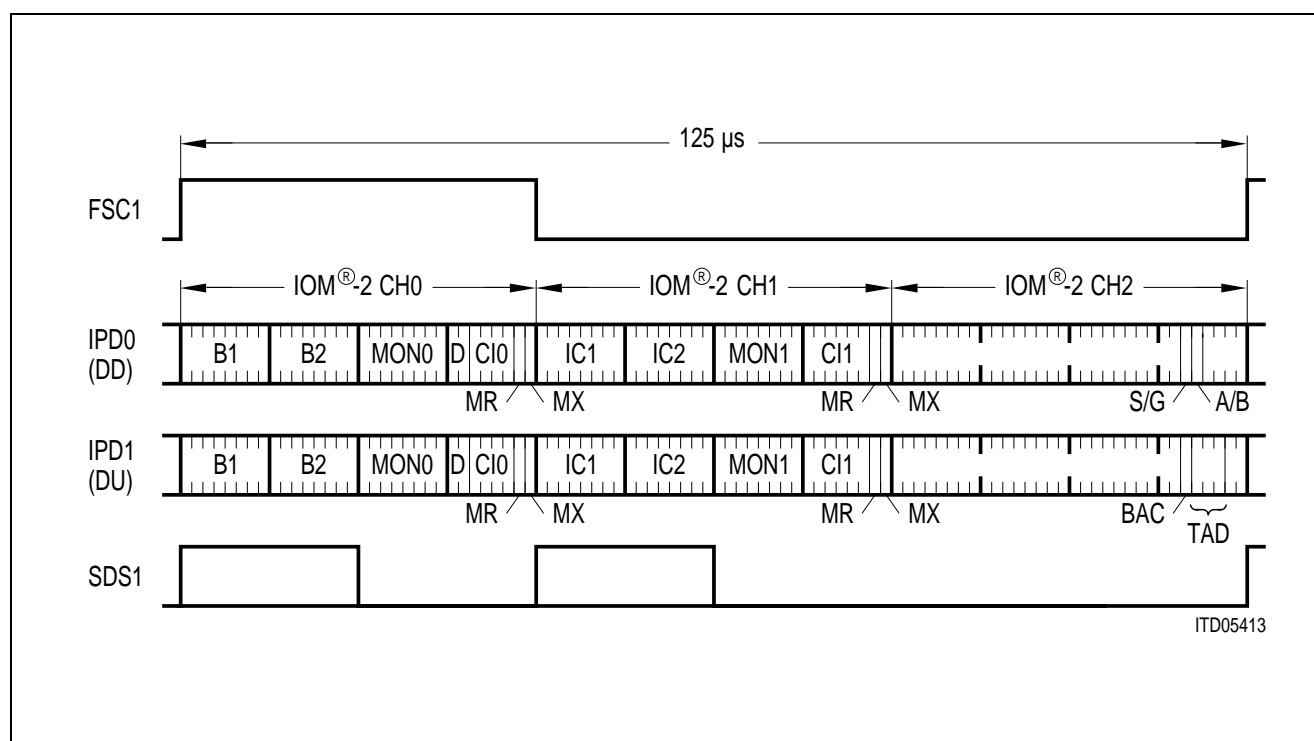 125 µs
FSC1
IOM®-2 CH0 IOM®-2 CH1 IOM®-2 CH2
IPD0 (DD) B1 B2 MON0 D CI0 IC1 IC2 MON1 CI1
MR MX MR MX S/G A/B
IPD1 (DU) B1 B2 MON0 D CI0 IC1 IC2 MON1 CI1
MR MX MR MX BAC TAD
SDS1
ITD05413